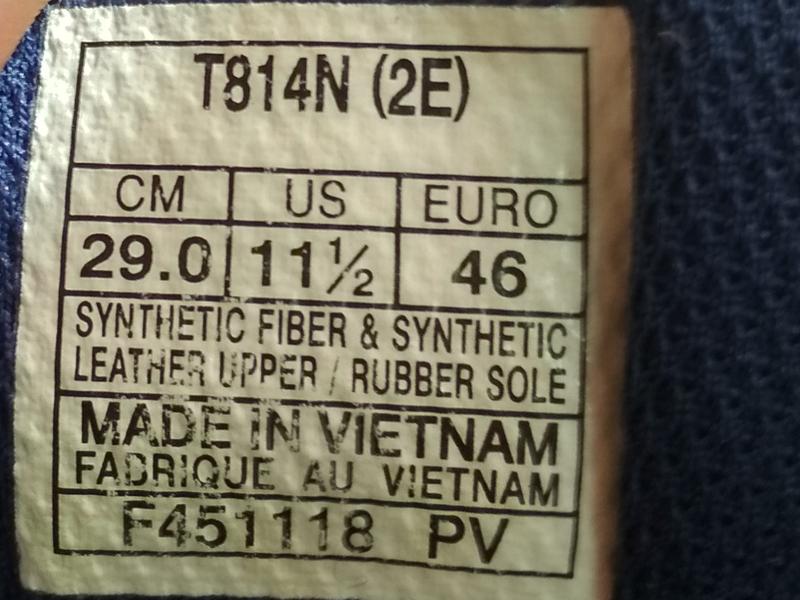 T814N (2E)
CM US EURO
29.0 11½ 46
SYNTHETIC FIBER & SYNTHETIC
LEATHER UPPER / RUBBER SOLE
MADE IN VIETNAM
FABRIQUE AU VIETNAM
F451118 PV